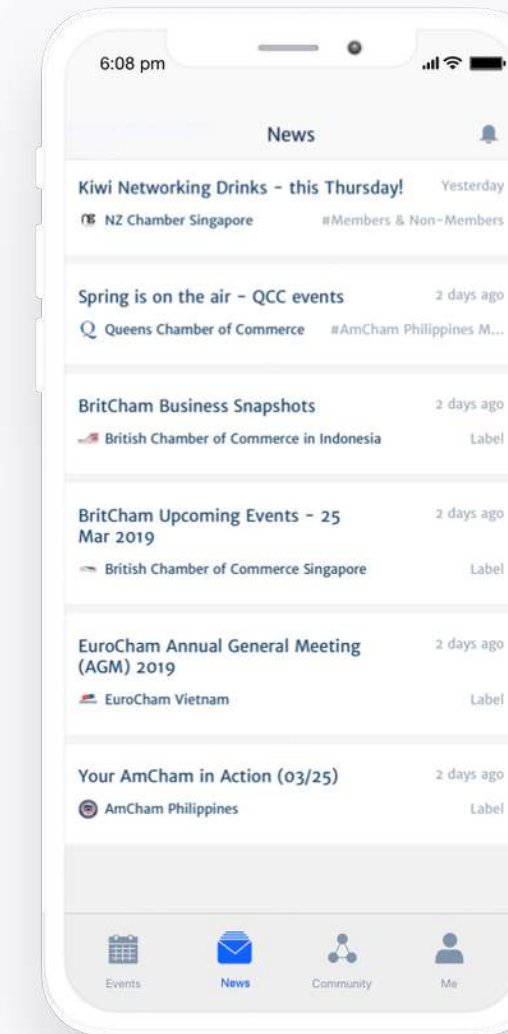 6:08 pm
News
Kiwi Networking Drinks - this Thursday! Yesterday
NZ Chamber Singapore #Members & Non-Members
Spring is on the air - QCC events 2 days ago
Q Queens Chamber of Commerce #AmCham Philippines M...
BritCham Business Snapshots 2 days ago
British Chamber of Commerce in Indonesia Label
BritCham Upcoming Events - 25 2 days ago
Mar 2019
British Chamber of Commerce Singapore Label
EuroCham Annual General Meeting 2 days ago
(AGM) 2019
EuroCham Vietnam Label
Your AmCham in Action (03/25) 2 days ago
AmCham Philippines Label
Events News Community Me